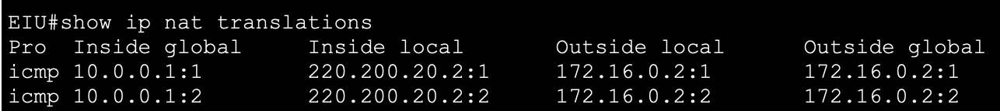 EIU#show ip nat translations
Pro  Inside global     Inside local       Outside local      Outside global
icmp 10.0.0.1:1        220.200.20.2:1     172.16.0.2:1       172.16.0.2:1
icmp 10.0.0.1:2        220.200.20.2:2     172.16.0.2:2       172.16.0.2:2